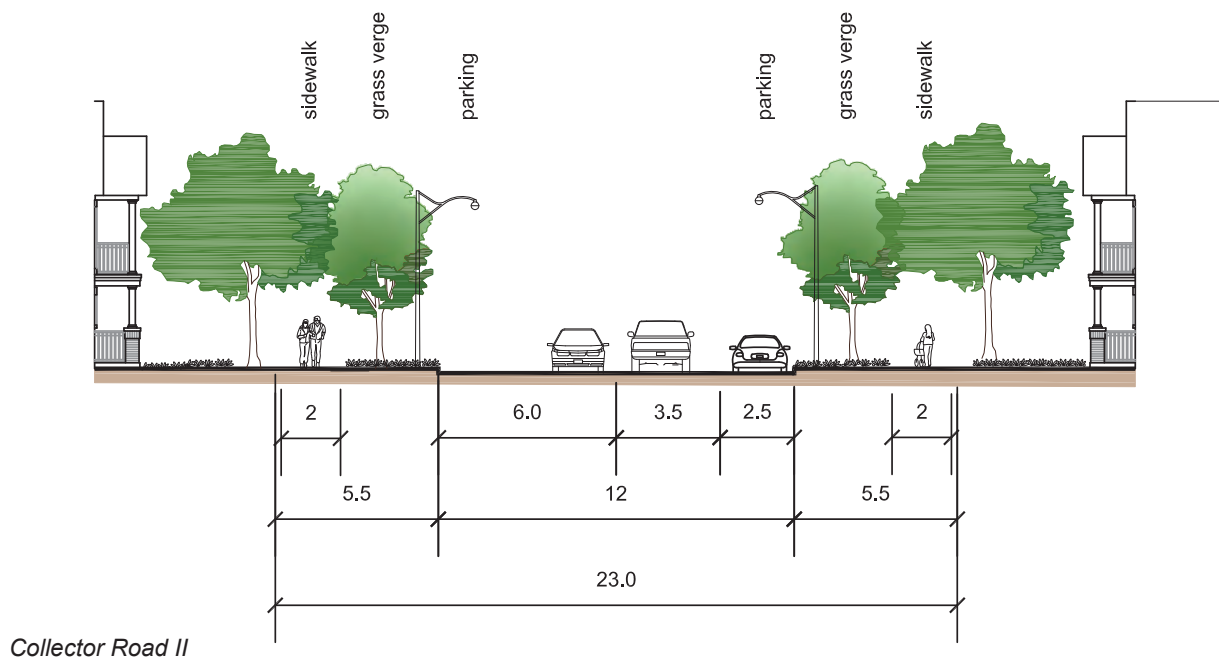 sidewalk
grass verge
parking
parking
grass verge
sidewalk
2
6.0
3.5
2.5
2
5.5
12
5.5
23.0
Collector Road II